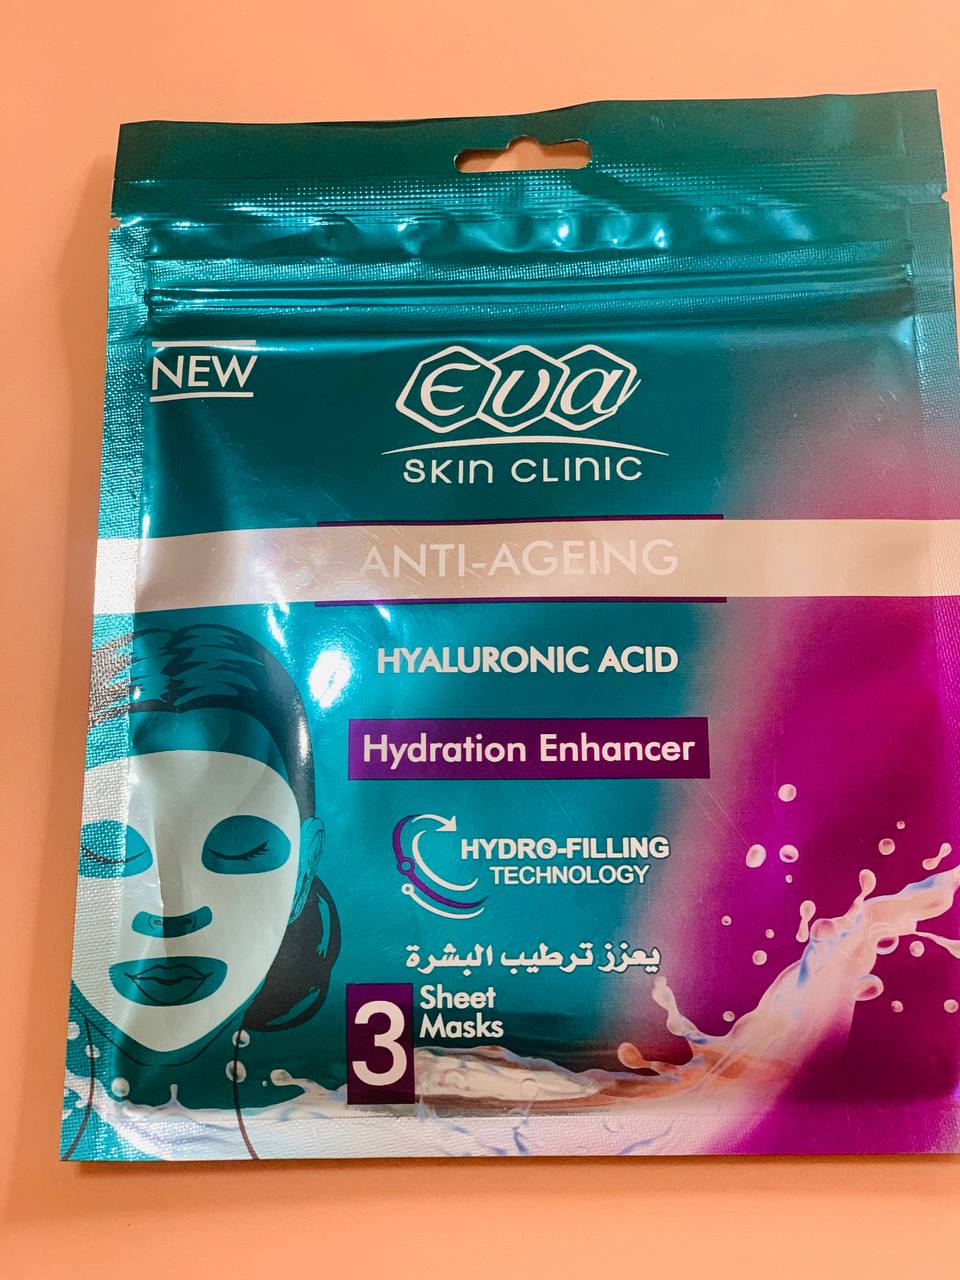 NEW
Eva
SKIN CLINIC
ANTI-AGEING
HYALURONIC ACID
Hydration Enhancer
HYDRO-FILLING
TECHNOLOGY
يعزز ترطيب البشرة
3
Sheet
Masks